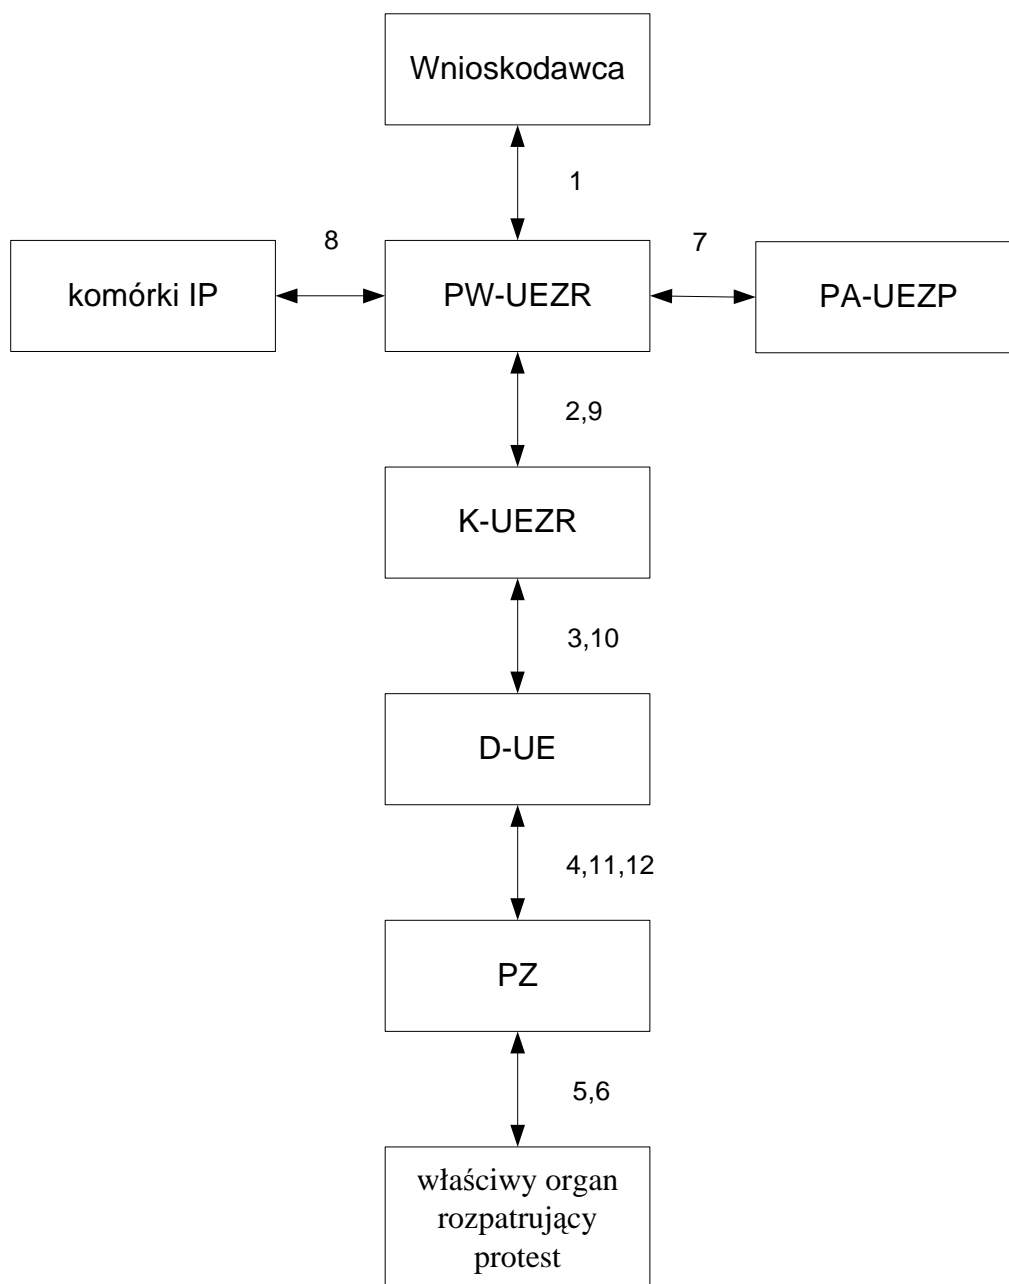 Wnioskodawca
1
8
7
komórki IP
PW-UEZR
PA-UEZP
2,9
K-UEZR
3,10
D-UE
4,11,12
PZ
5,6
właściwy organ
rozpatrujący
protest